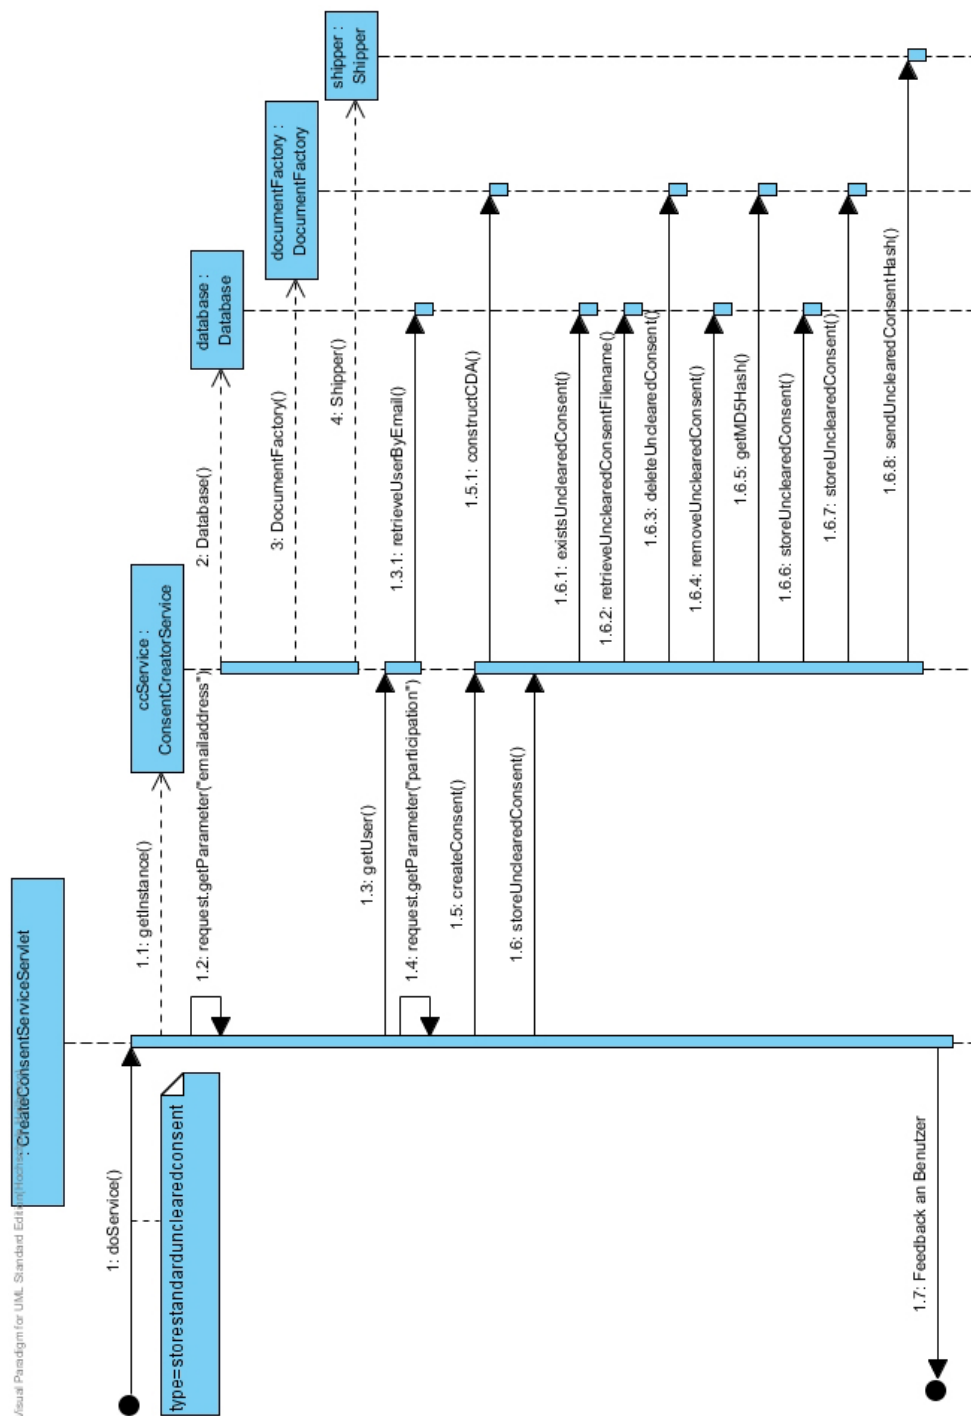 Visual Paradigm for UML Standard Edition(Hochschule
: CreateConsentServiceServlet
ccService :
ConsentCreatorService
database :
Database
documentFactory :
DocumentFactory
shipper :
Shipper
1: doService()
type=storestandardunclearedconsent
1.1: getInstance()
1.2: request.getParameter("emailaddress")
2: Database()
3: DocumentFactory()
4: Shipper()
1.3: getUser()
1.3.1: retrieveUserByEmail()
1.4: request.getParameter("participation")
1.5: createConsent()
1.5.1: constructCDA()
1.6: storeUnclearedConsent()
1.6.1: existsUnclearedConsent()
1.6.2: retrieveUnclearedConsentFilename()
1.6.3: deleteUnclearedConsent()
1.6.4: removeUnclearedConsent()
1.6.5: getMD5Hash()
1.6.6: storeUnclearedConsent()
1.6.7: storeUnclearedConsent()
1.6.8: sendUnclearedConsentHash()
1.7: Feedback an Benutzer